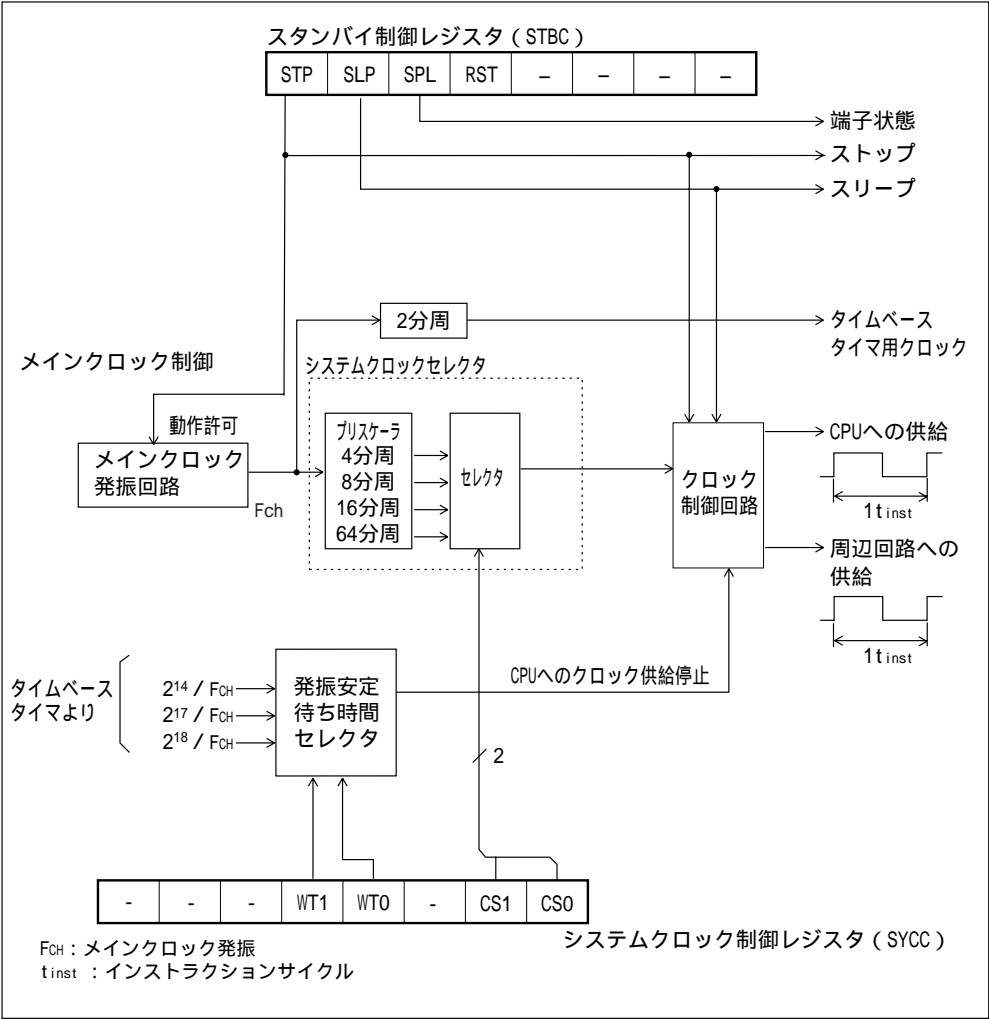 スタンバイ制御レジスタ（STBC）
STP SLP SPL RST – – – –
端子状態
ストップ
スリープ
2分周
タイムベース
タイマ用クロック
メインクロック制御
システムクロックセレクタ
動作許可
メインクロック
発振回路
Fch
プリスケーラ
4分周
8分周
16分周
64分周
セレクタ
クロック
制御回路
CPUへの供給
1tinst
周辺回路への
供給
1tinst
タイムベース
タイマより
214 / FCH
217 / FCH
218 / FCH
発振安定
待ち時間
セレクタ
CPUへのクロック供給停止
2
- - - WT1 WT0 - CS1 CS0
システムクロック制御レジスタ（SYCC）
FCH：メインクロック発振
tinst ：インストラクションサイクル